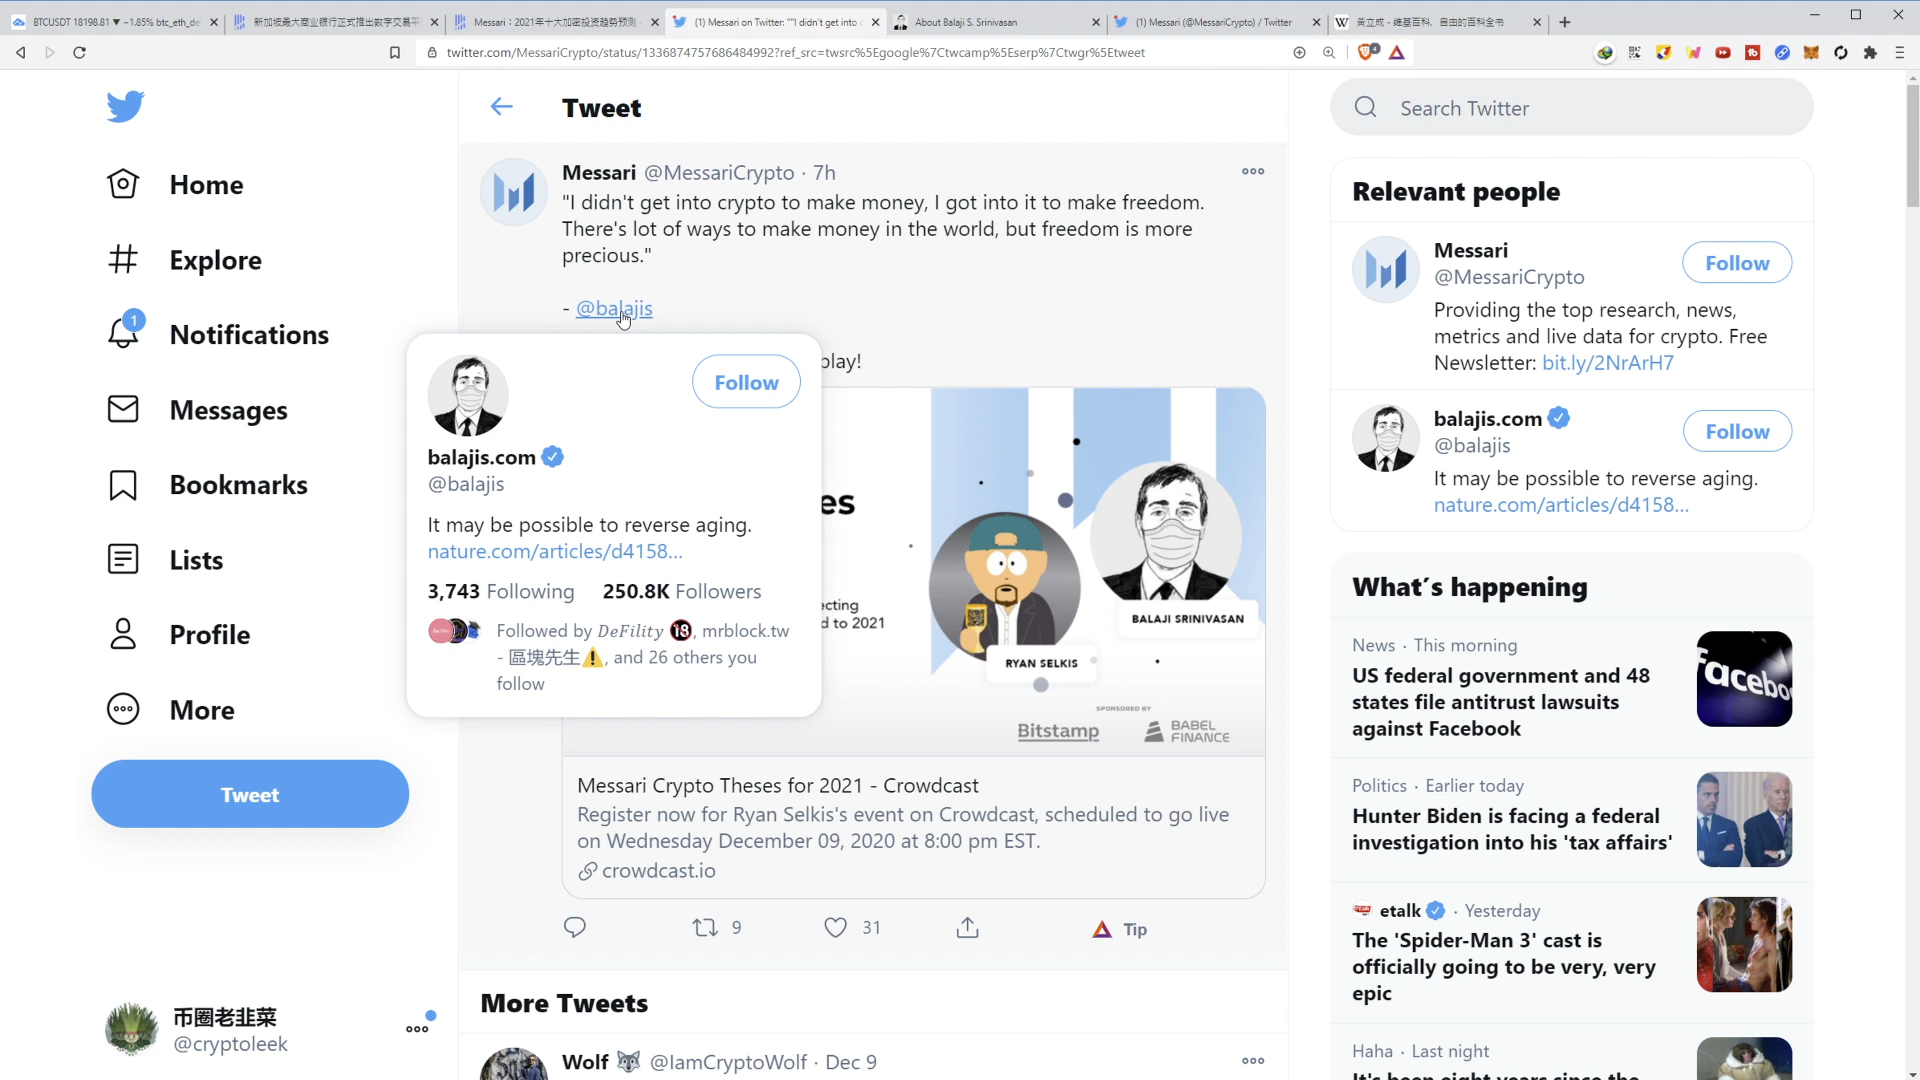 BTCUSDT 18198.81 ▼ −1.85% btc_eth_de
新加坡最大商业银行正式推出数字交易平
Messari：2021年十大加密投资趋势预测
(1) Messari on Twitter: ""I didn't get into c
About Balaji S. Srinivasan
(1) Messari (@MessariCrypto) / Twitter
黃立成 - 维基百科，自由的百科全书
twitter.com/MessariCrypto/status/1336874757686484992?ref_src=twsrc%5Egoogle%7Ctwcamp%5Eserp%7Ctwgr%5Etweet
Home
Explore
1
Notifications
Messages
Bookmarks
Lists
Profile
More
Tweet
币圈老韭菜
@cryptoleek
Tweet
Messari @MessariCrypto · 7h
"I didn't get into crypto to make money, I got into it to make freedom.
There's lot of ways to make money in the world, but freedom is more
precious."
- @balajis
play!
Follow
balajis.com
@balajis
It may be possible to reverse aging.
nature.com/articles/d4158...
3,743 Following 250.8K Followers
Followed by DeFility 🔞, mrblock.tw
- 區塊先生⚠️, and 26 others you
follow
es
ecting
d to 2021
BALAJI SRINIVASAN
RYAN SELKIS
SPONSORED BY
Bitstamp
BABEL
FINANCE
Messari Crypto Theses for 2021 - Crowdcast
Register now for Ryan Selkis's event on Crowdcast, scheduled to go live
on Wednesday December 09, 2020 at 8:00 pm EST.
crowdcast.io
9
31
Tip
More Tweets
Wolf 🐺 @IamCryptoWolf · Dec 9
Search Twitter
Relevant people
Messari
@MessariCrypto
Follow
Providing the top research, news,
metrics and live data for crypto. Free
Newsletter: bit.ly/2NrArH7
balajis.com
@balajis
Follow
It may be possible to reverse aging.
nature.com/articles/d4158...
What's happening
News · This morning
US federal government and 48
states file antitrust lawsuits
against Facebook
facebo
Politics · Earlier today
Hunter Biden is facing a federal
investigation into his 'tax affairs'
etalk · Yesterday
The 'Spider-Man 3' cast is
officially going to be very, very
epic
Haha · Last night
It's been eight years since the